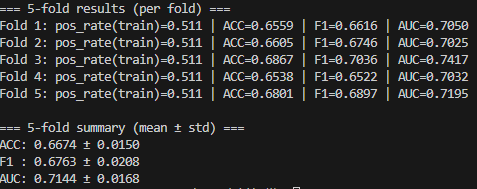 === 5-fold results (per fold) ===
Fold 1: pos_rate(train)=0.511 | ACC=0.6559 | F1=0.6616 | AUC=0.7050
Fold 2: pos_rate(train)=0.511 | ACC=0.6605 | F1=0.6746 | AUC=0.7025
Fold 3: pos_rate(train)=0.511 | ACC=0.6867 | F1=0.7036 | AUC=0.7417
Fold 4: pos_rate(train)=0.511 | ACC=0.6538 | F1=0.6522 | AUC=0.7032
Fold 5: pos_rate(train)=0.511 | ACC=0.6801 | F1=0.6897 | AUC=0.7195

=== 5-fold summary (mean ± std) ===
ACC: 0.6674 ± 0.0150
F1 : 0.6763 ± 0.0208
AUC: 0.7144 ± 0.0168